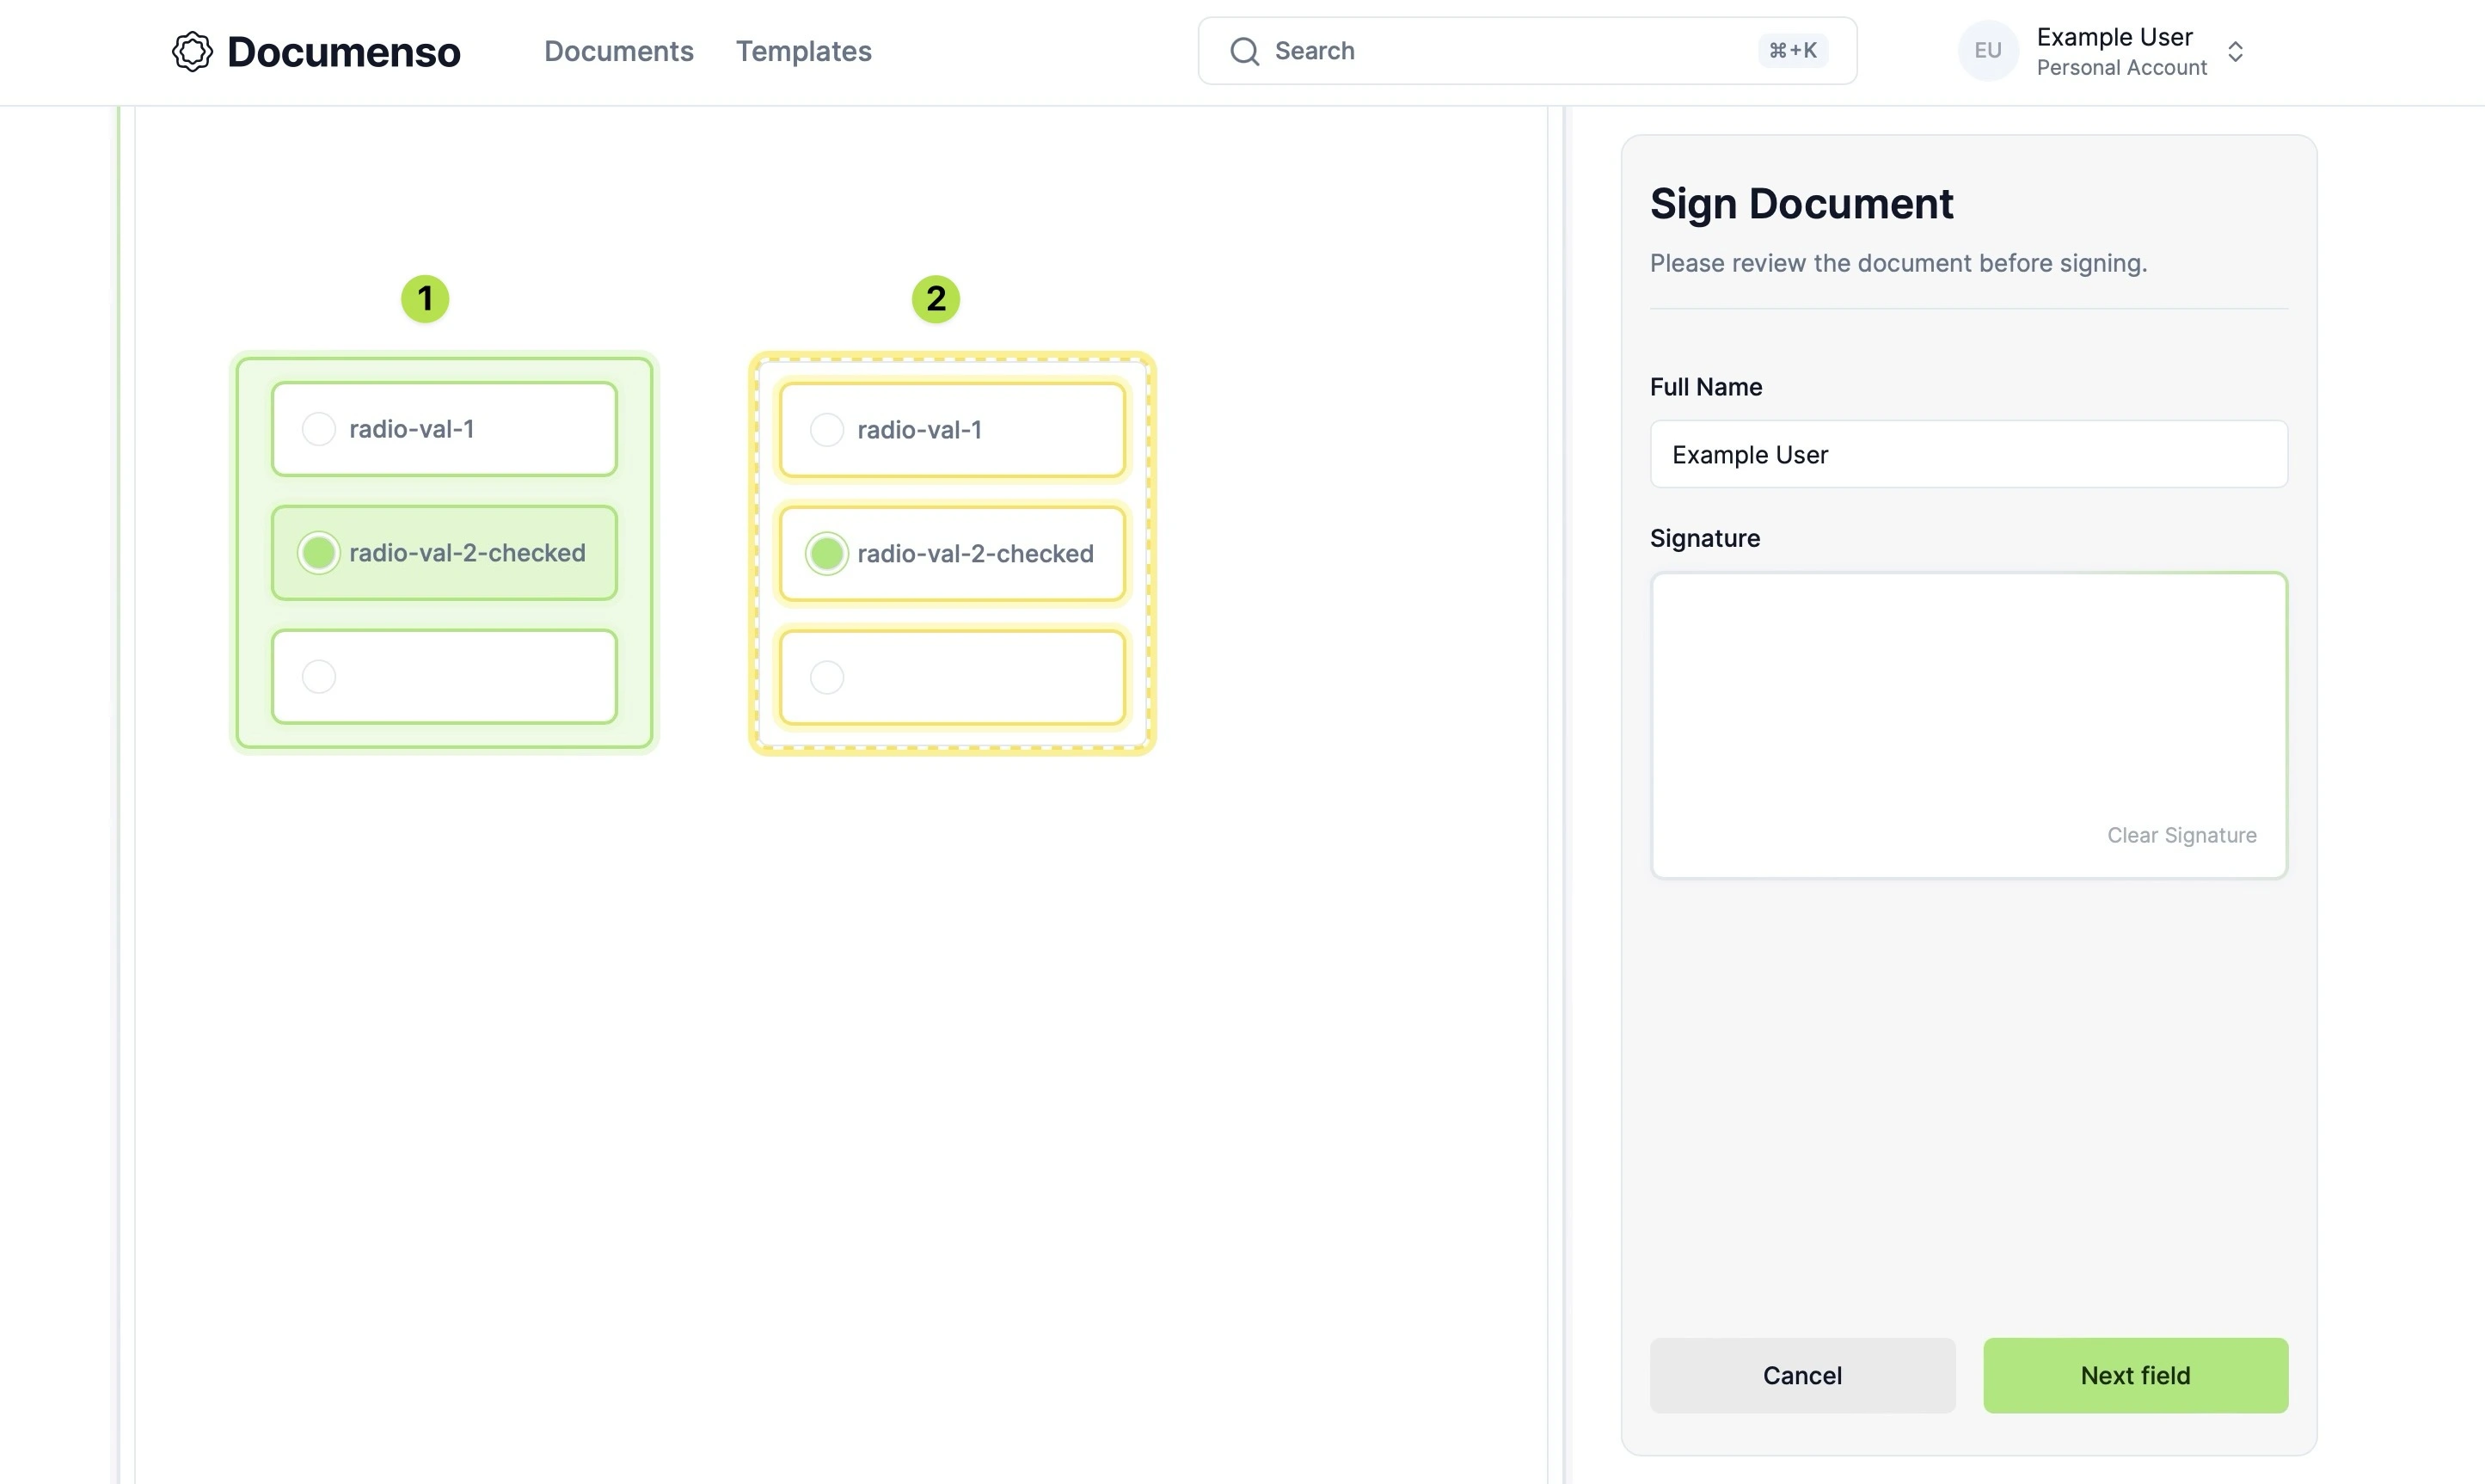 Documenso
Documents
Templates
Search
⌘+K
EU
Example User
Personal Account
1
2
radio-val-1
radio-val-2-checked
radio-val-1
radio-val-2-checked
Sign Document
Please review the document before signing.
Full Name
Example User
Signature
Clear Signature
Cancel
Next field